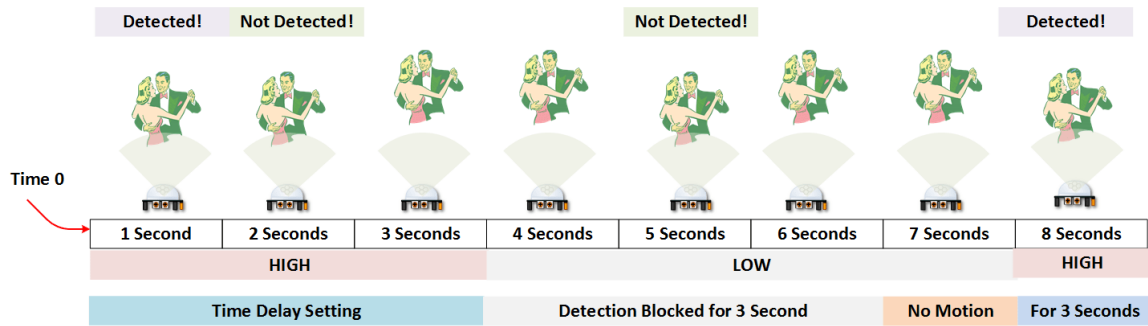 Detected!
Not Detected!
Not Detected!
Detected!
Time 0
1 Second
2 Seconds
3 Seconds
4 Seconds
5 Seconds
6 Seconds
7 Seconds
8 Seconds
HIGH
LOW
HIGH
Time Delay Setting
Detection Blocked for 3 Second
No Motion
For 3 Seconds